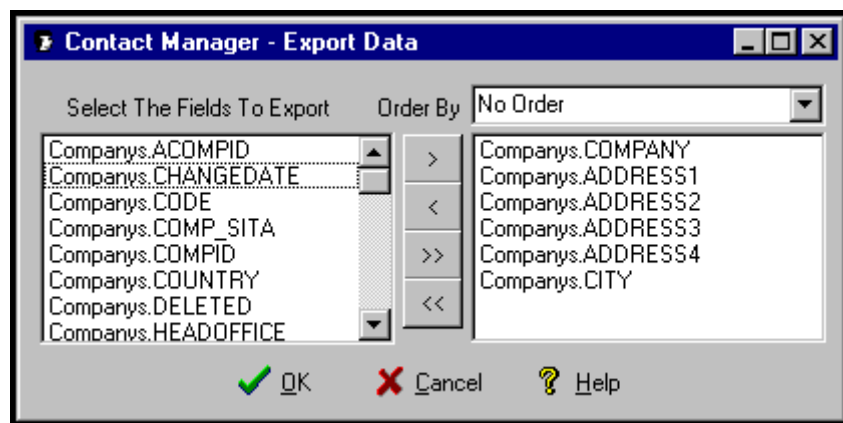 Contact Manager - Export Data
Select The Fields To Export
Order By
No Order
Companys.ACOMPID
Companys.CHANGEDATE
Companys.CODE
Companys.COMP_SITA
Companys.COMPID
Companys.COUNTRY
Companys.DELETED
Companys.HEADOFFICE
>
<
>>
<<
Companys.COMPANY
Companys.ADDRESS1
Companys.ADDRESS2
Companys.ADDRESS3
Companys.ADDRESS4
Companys.CITY
OK
Cancel
Help